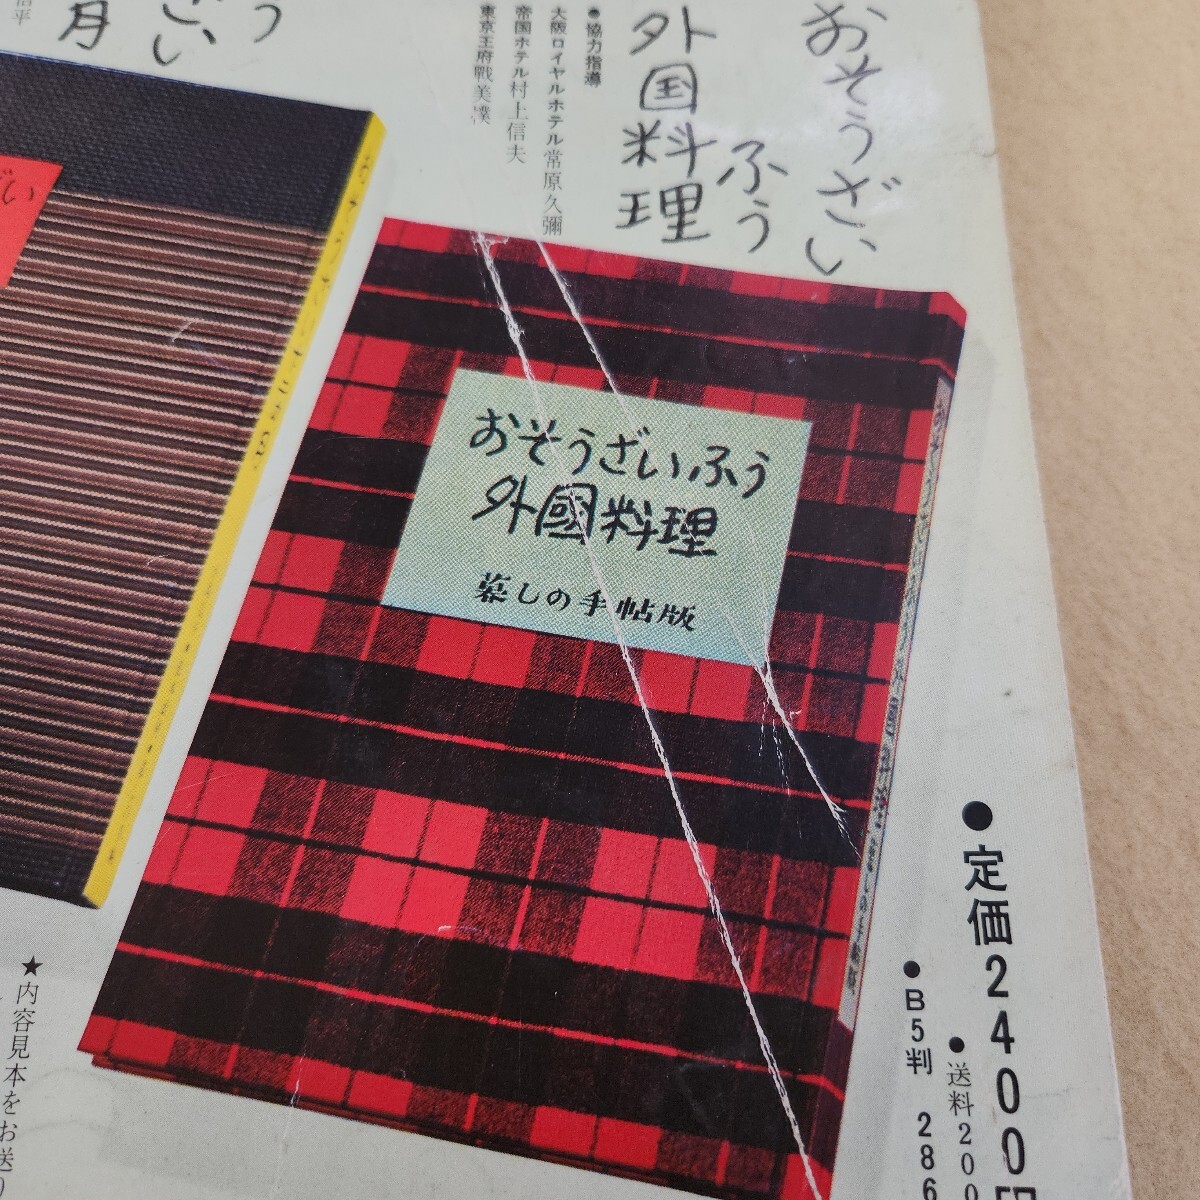 おそうざい
ふう
外国料理
●協力指導
大阪ロイヤルホテル 常原久彌
帝国ホテル 村上信夫
東京王府 戰美樸
おそうざいふう
外國料理
暮しの手帖版
●定価2400円
●送料200
●B5判 286
★内容見本をお送り